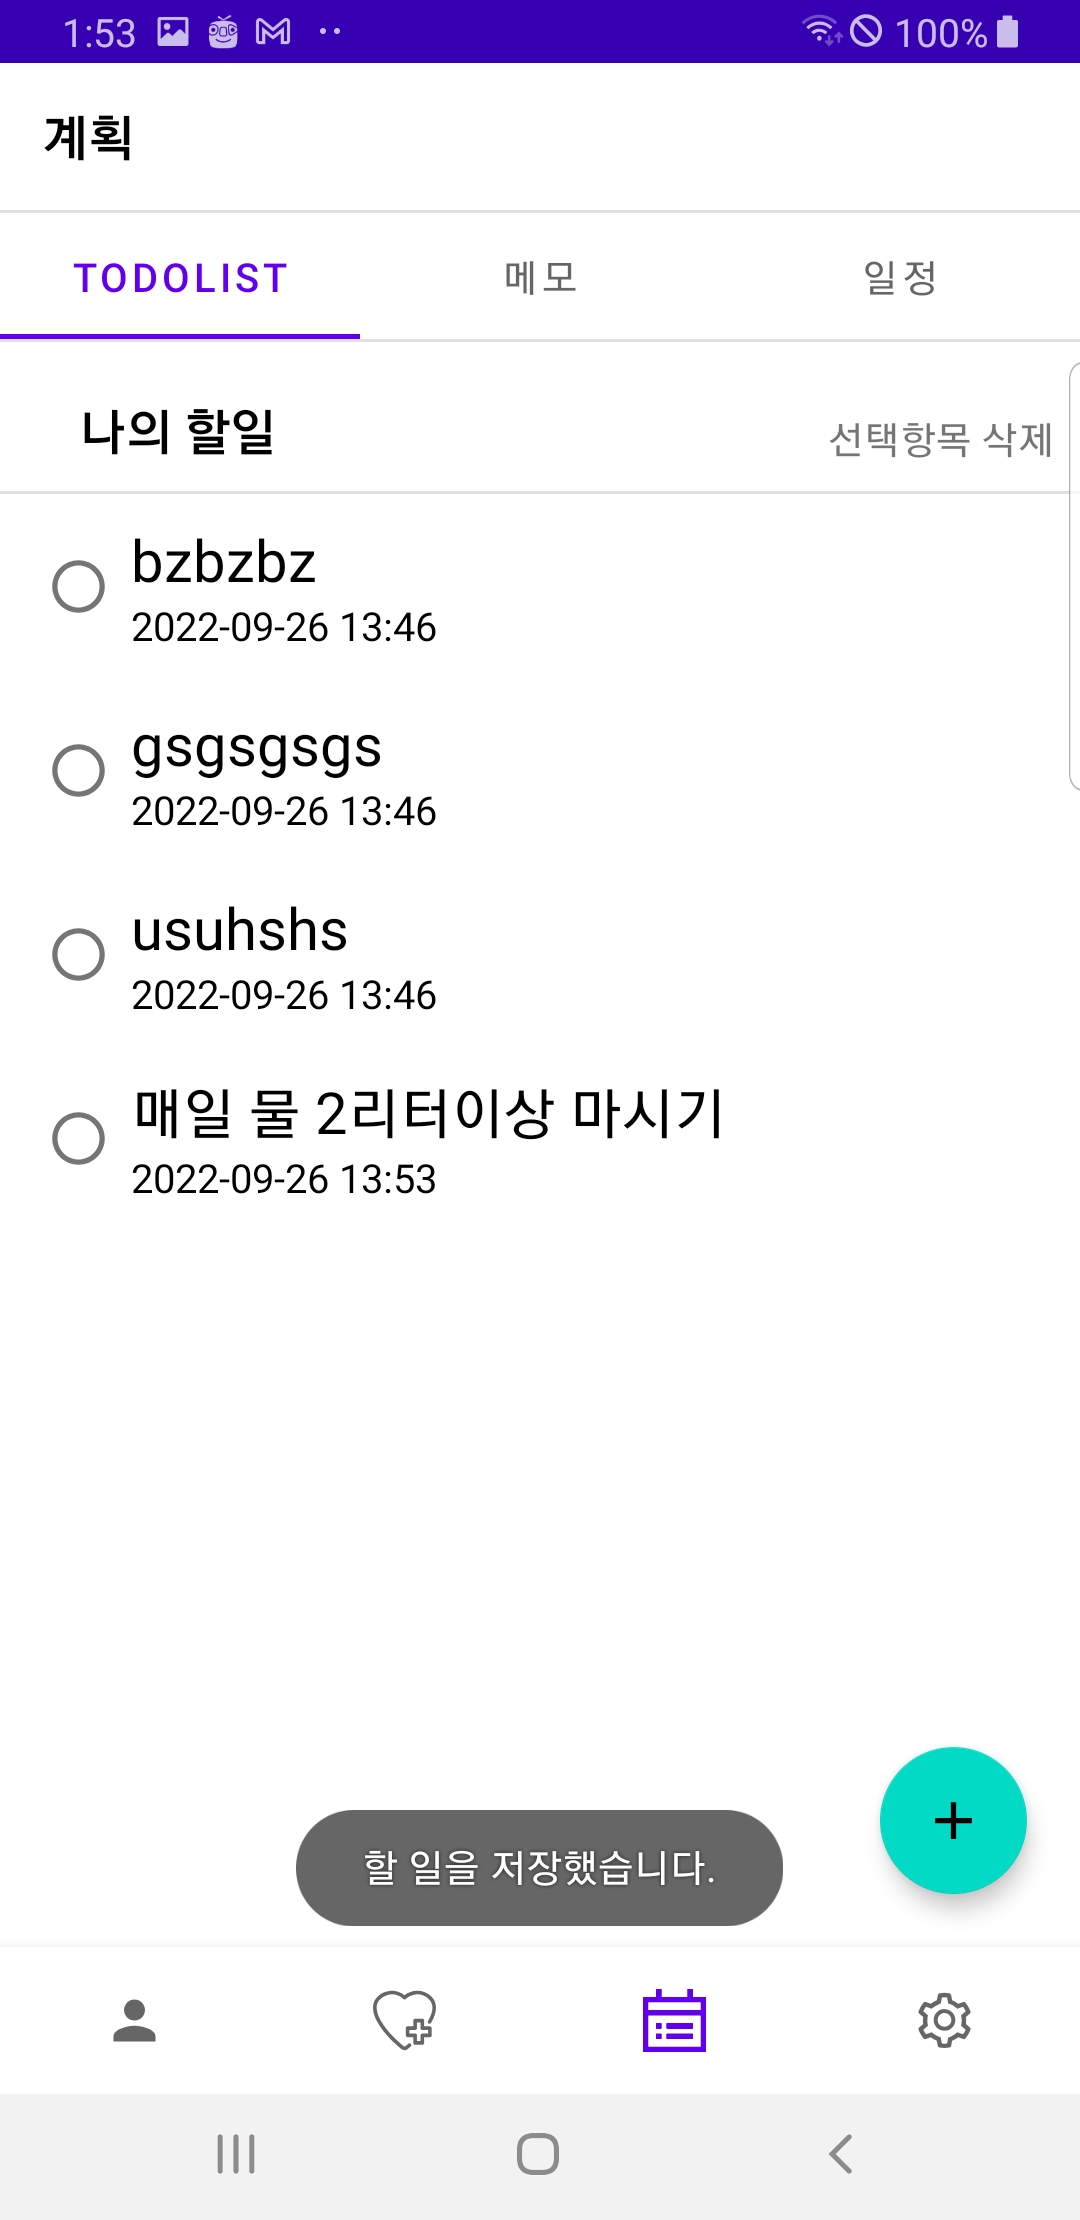 1:53
100%
계획
TODOLIST
메모
일정
나의 할일
선택항목 삭제
bzbzbz
2022-09-26 13:46
gsgsgsgs
2022-09-26 13:46
usuhshs
2022-09-26 13:46
매일 물 2리터이상 마시기
2022-09-26 13:53
할 일을 저장했습니다.